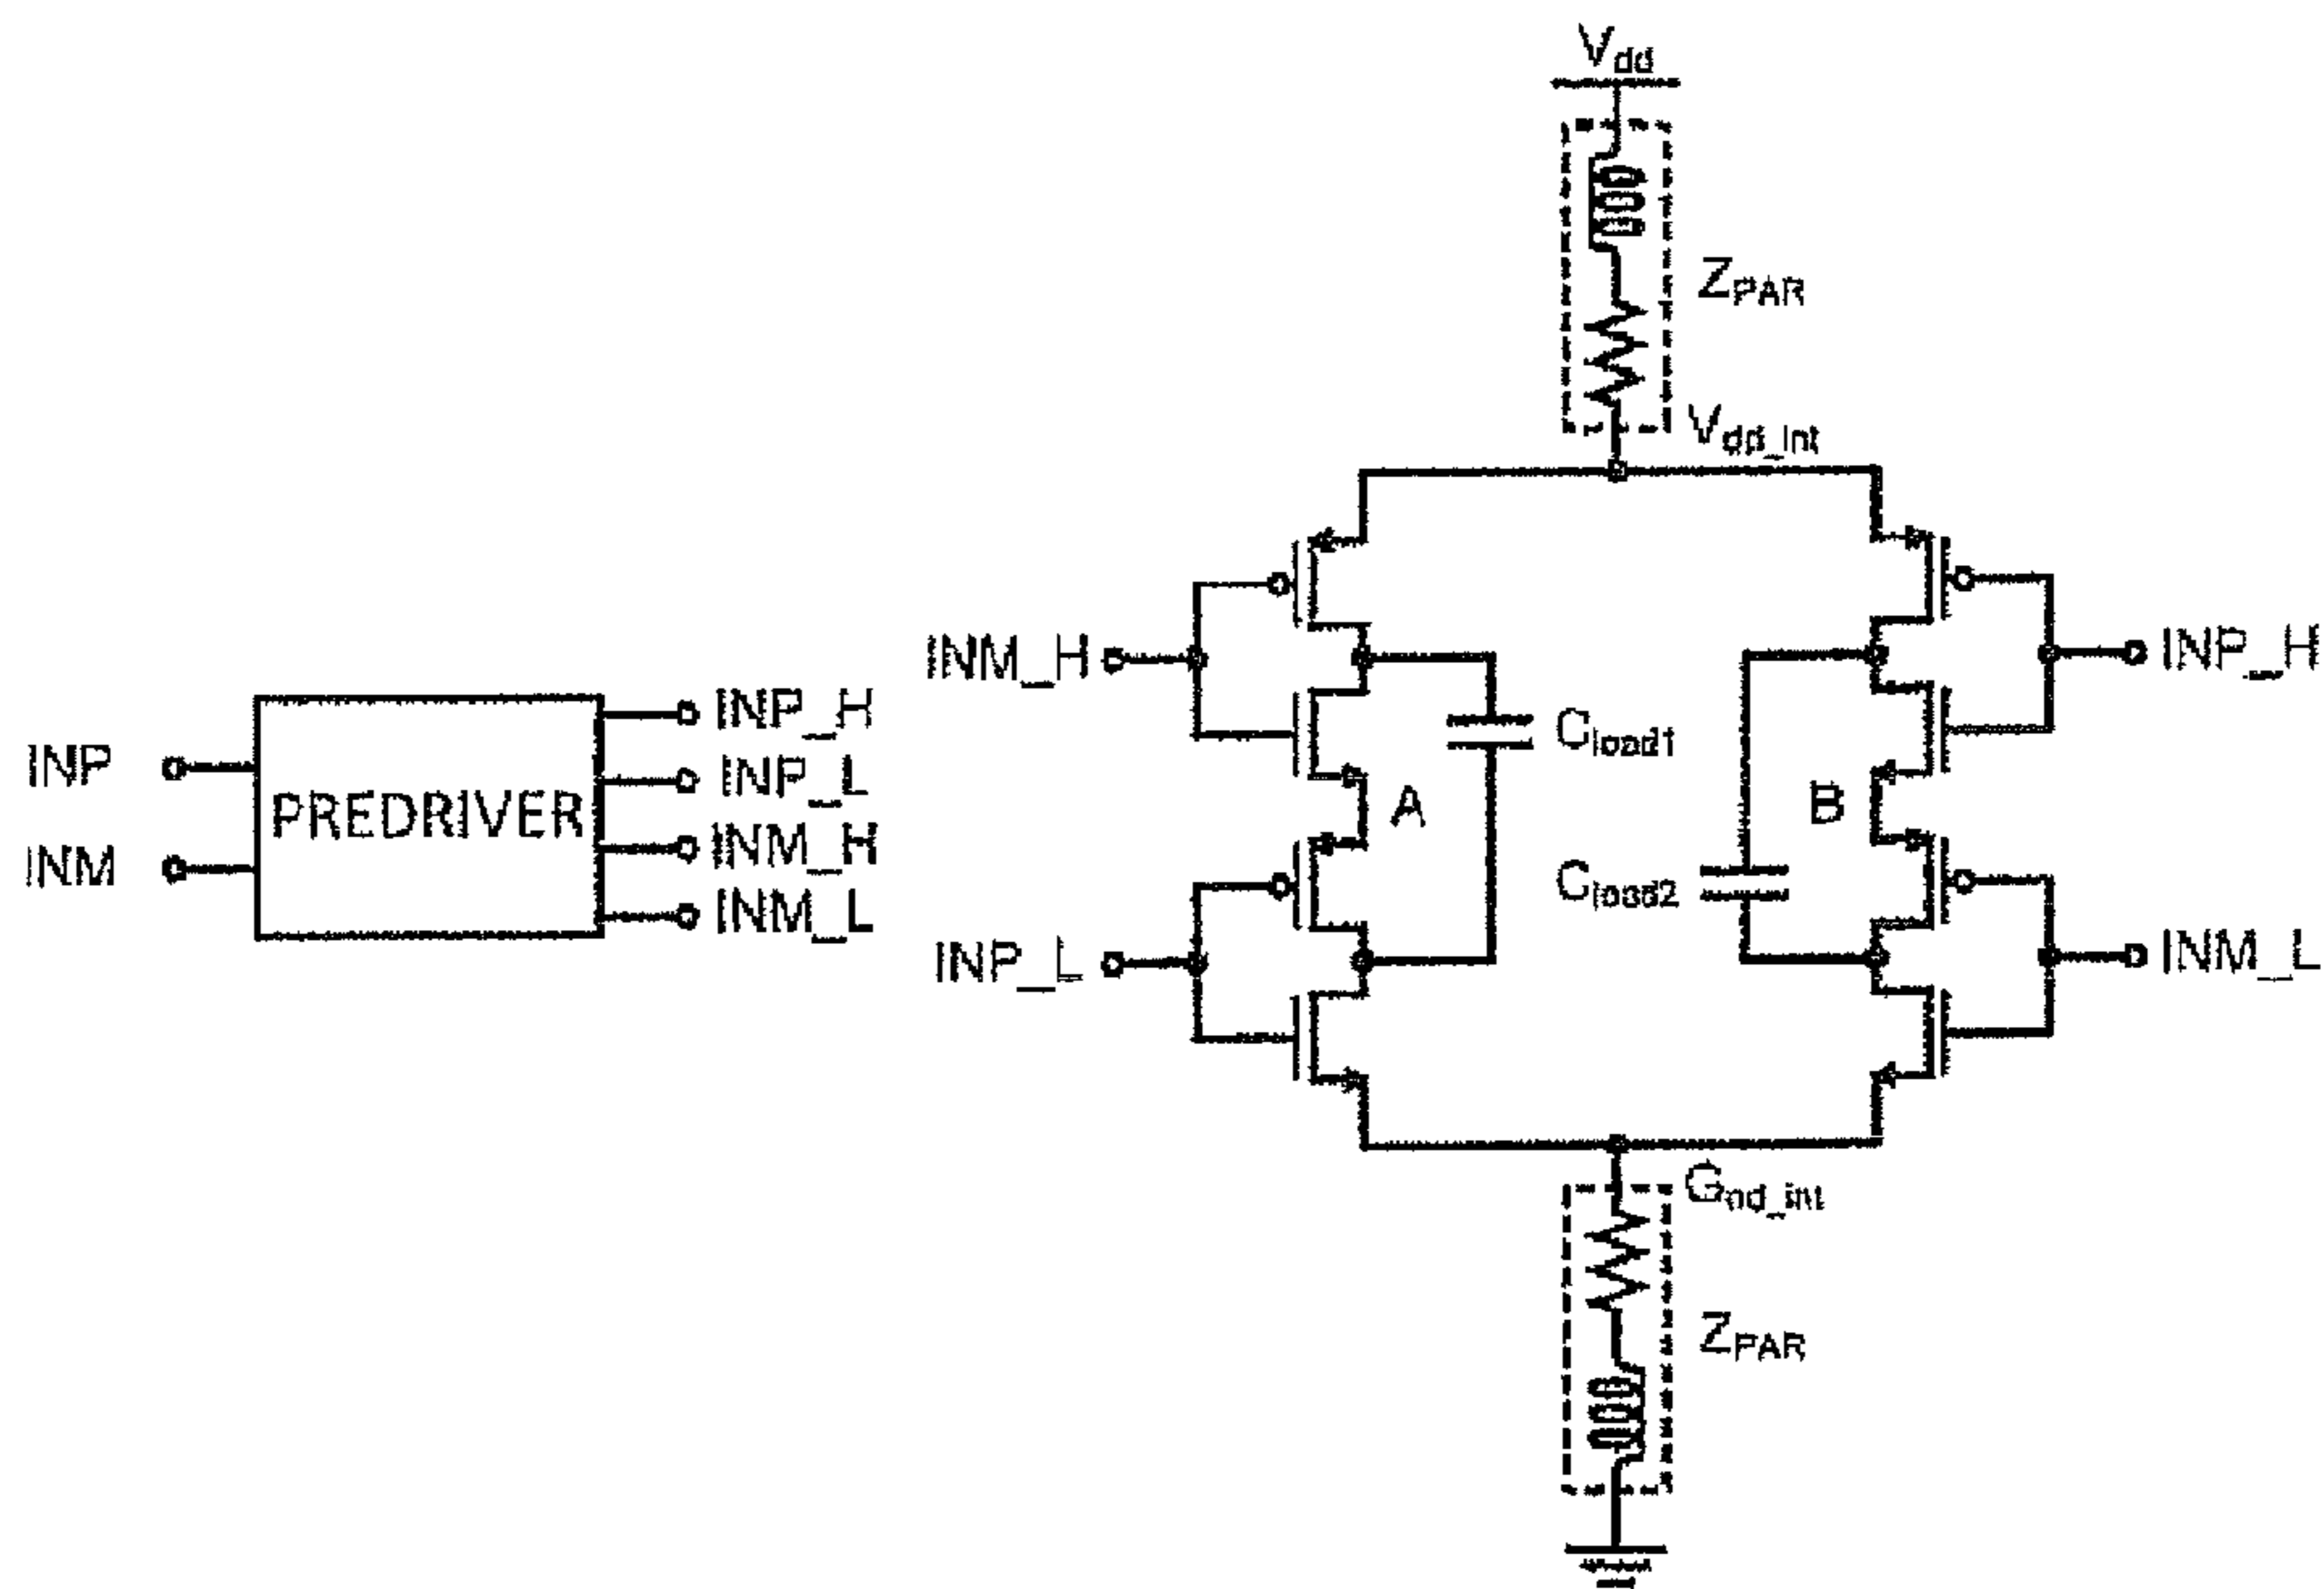 Vdd
ZPAR
Vdd_int
INM_H
INP_H
INP_H
INP
INP_L
PREDRIVER
INM
INM_H
INM_L
Cload1
A
B
Cload2
INP_L
INM_L
Gnd_int
ZPAR